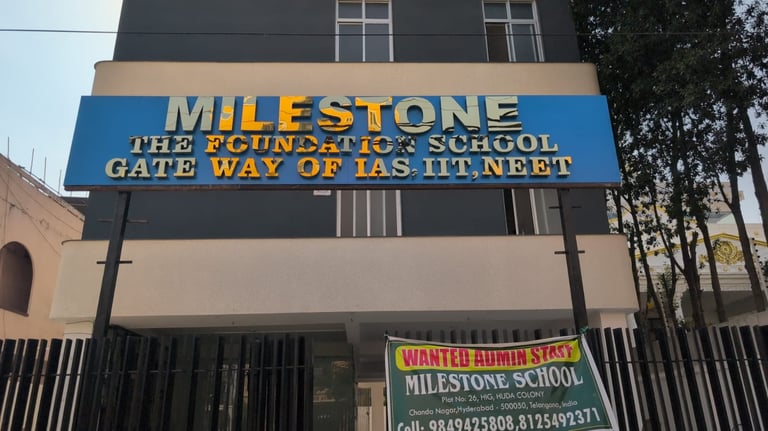 MILESTONE
THE FOUNDATION SCHOOL
GATE WAY OF IAS, IIT, NEET
WANTED ADMIN STAFF
MILESTONE SCHOOL
Plot No: 26, HIG, HUDA COLONY
Chanda Nagar, Hyderabad - 500050, Telangana, India
Cell: 9849425808, 8125492371